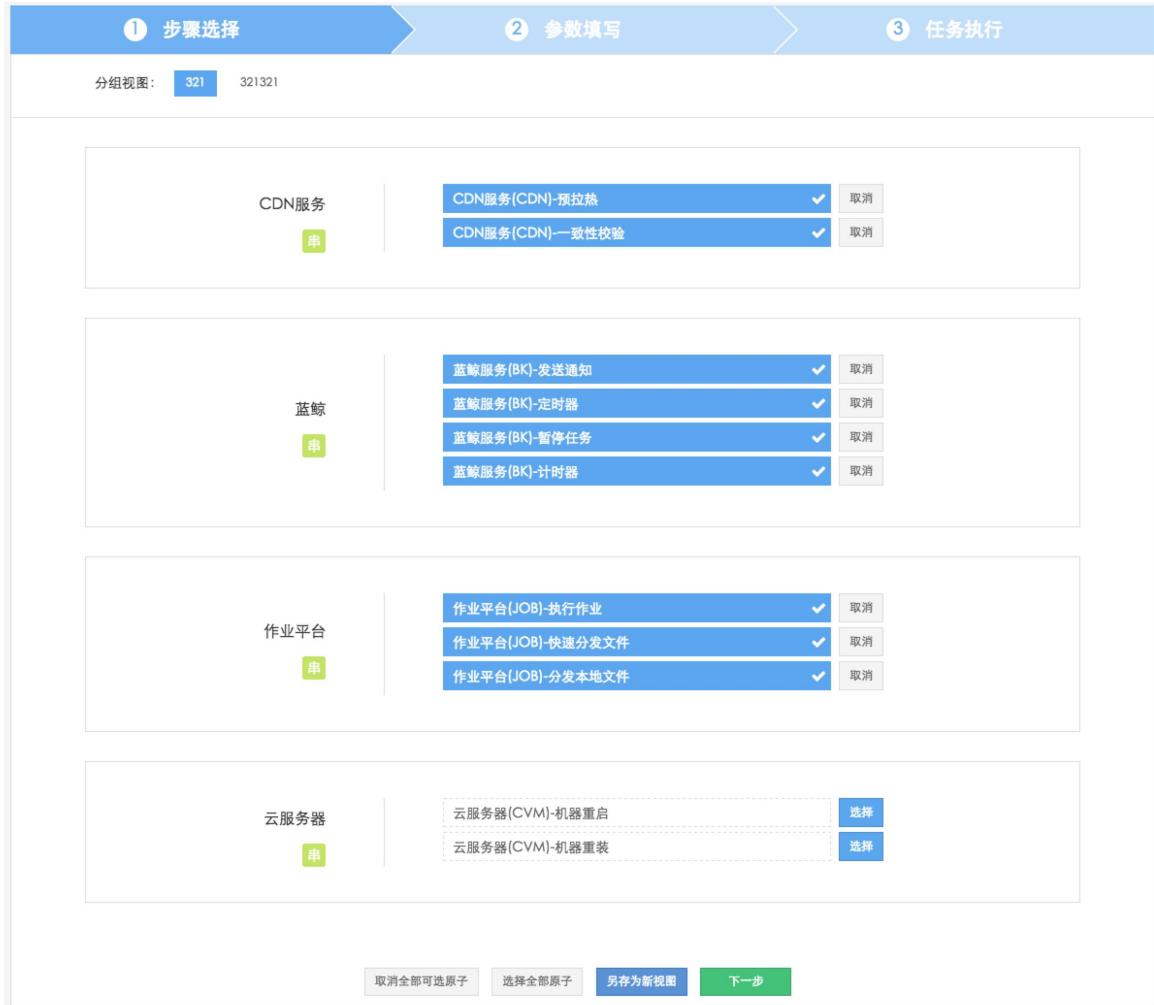 1 步骤选择 2 参数填写 3 任务执行
分组视图： 321 321321
CDN服务
串
CDN服务(CDN)-预拉热 取消
CDN服务(CDN)-一致性校验 取消
蓝鲸
串
蓝鲸服务(BK)-发送通知 取消
蓝鲸服务(BK)-定时器 取消
蓝鲸服务(BK)-暂停任务 取消
蓝鲸服务(BK)-计时器 取消
作业平台
串
作业平台(JOB)-执行作业 取消
作业平台(JOB)-快速分发文件 取消
作业平台(JOB)-分发本地文件 取消
云服务器
串
云服务器(CVM)-机器重启 选择
云服务器(CVM)-机器重装 选择
取消全部可选原子 选择全部原子 另存为新视图 下一步